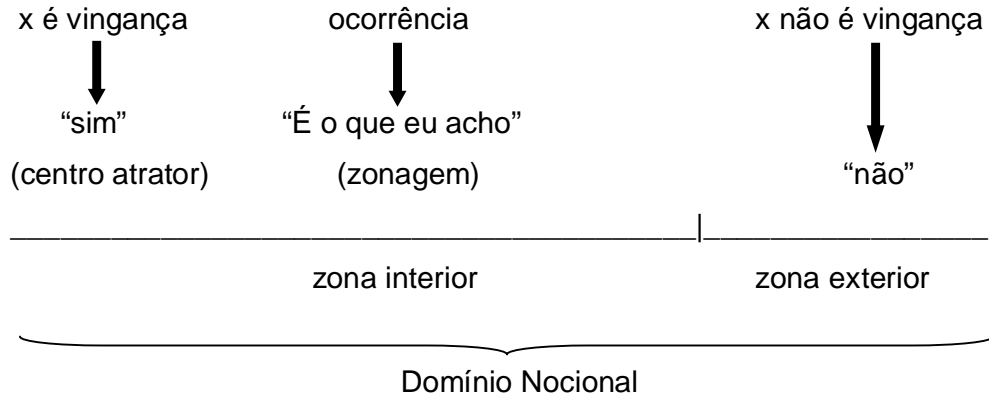 x é vingança ocorrência x não é vingança
“sim” “É o que eu acho”
(centro atrator) (zonagem) “não”
zona interior zona exterior
Domínio Nocional